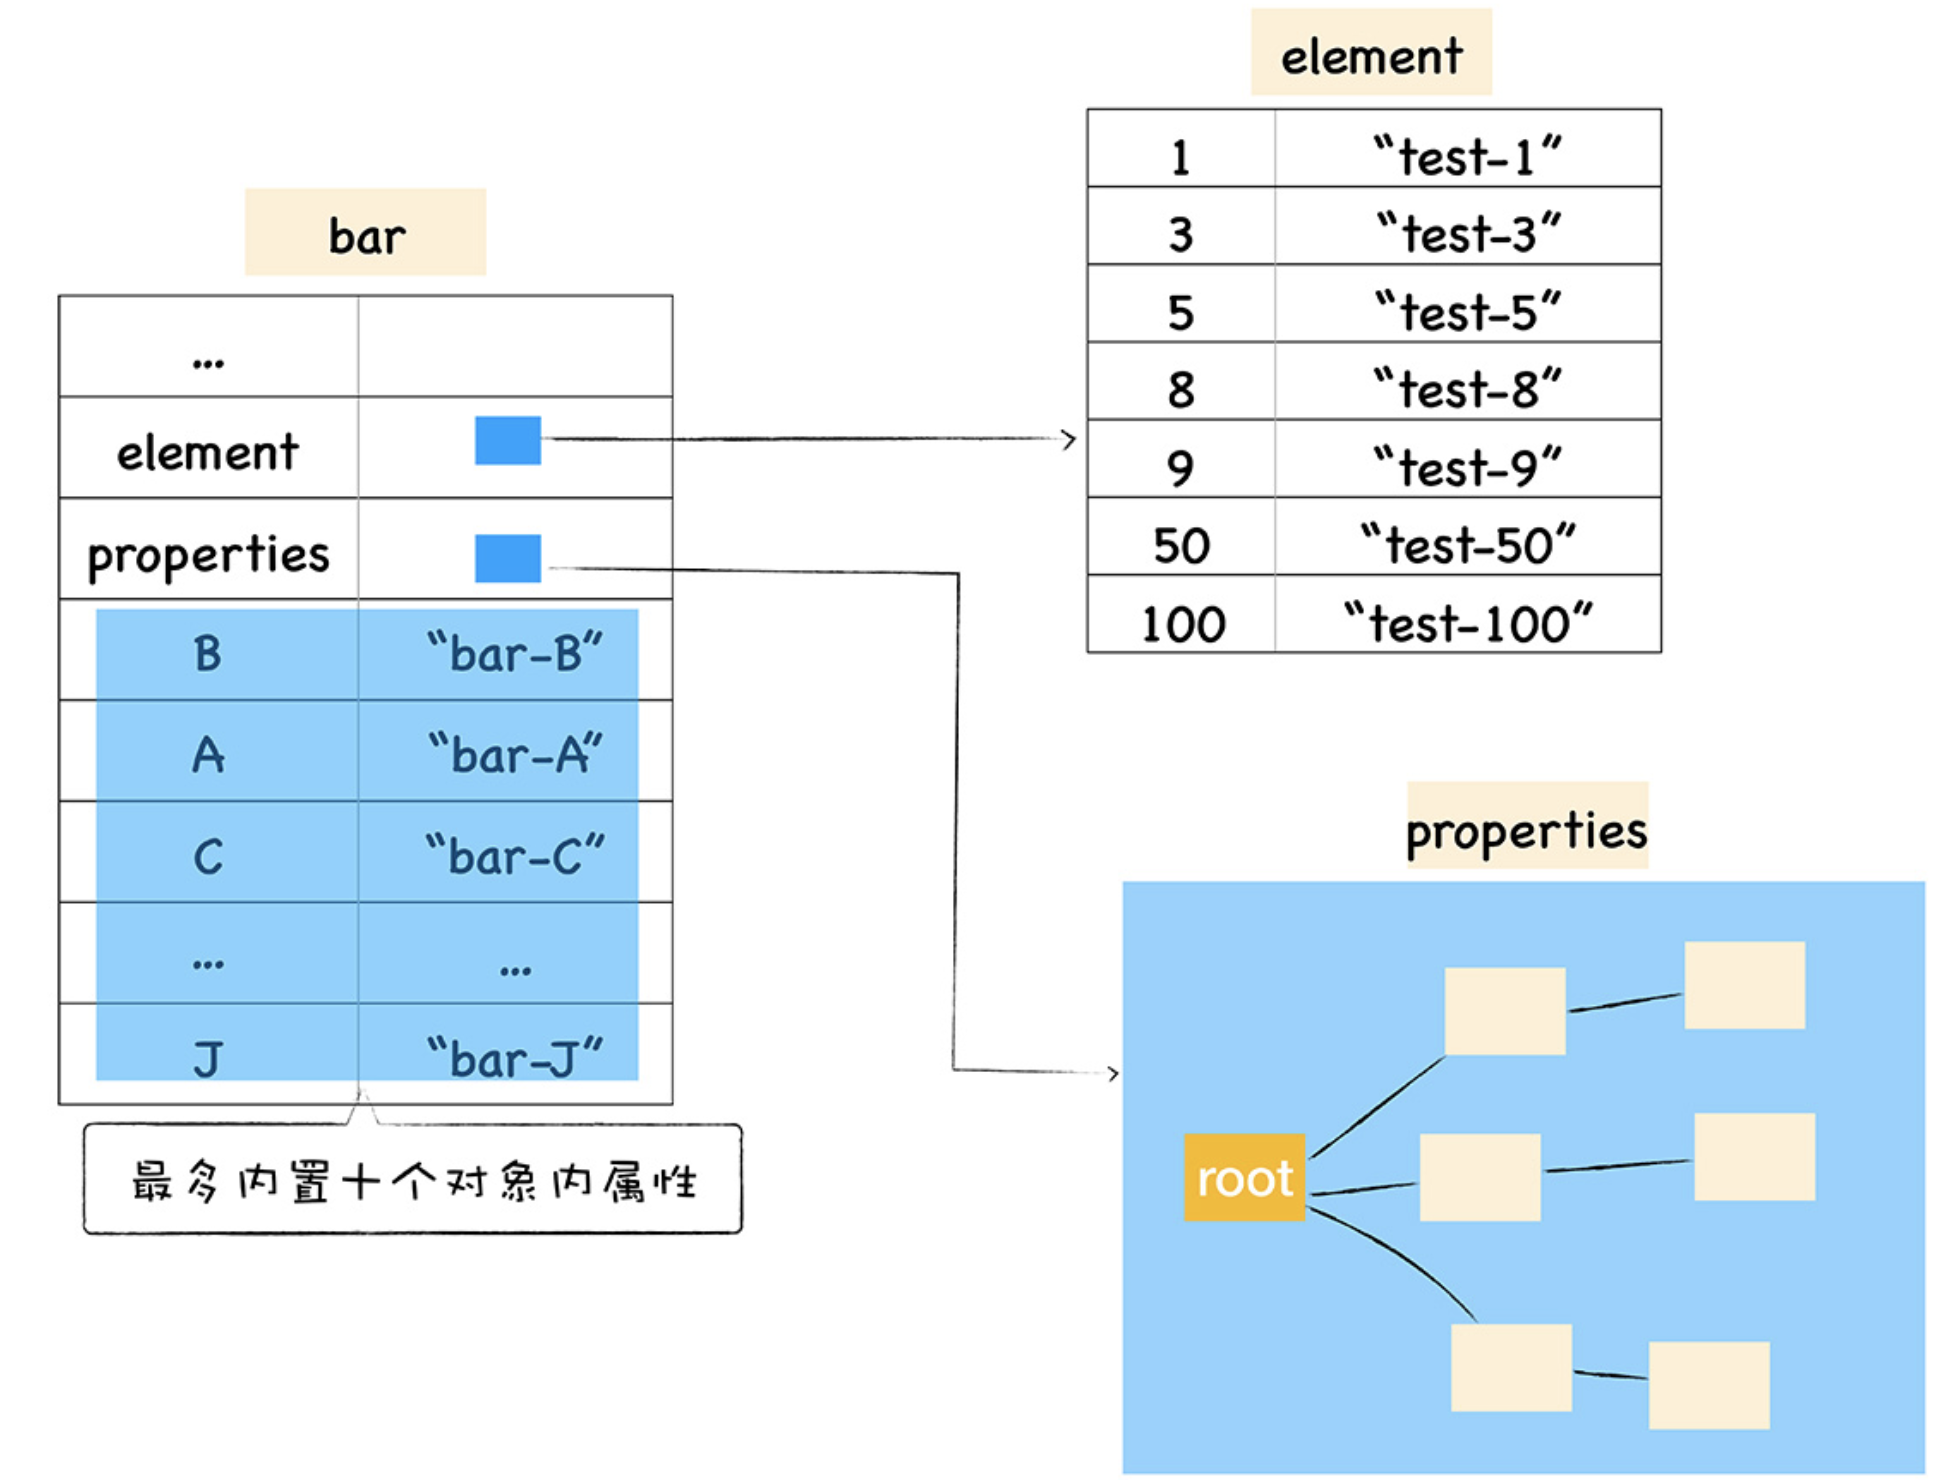 bar
...
element
properties
B “bar-B”
A “bar-A”
C “bar-C”
... ...
J “bar-J”
最多内置十个对象内属性
element
1 “test-1”
3 “test-3”
5 “test-5”
8 “test-8”
9 “test-9”
50 “test-50”
100 “test-100”
properties
root